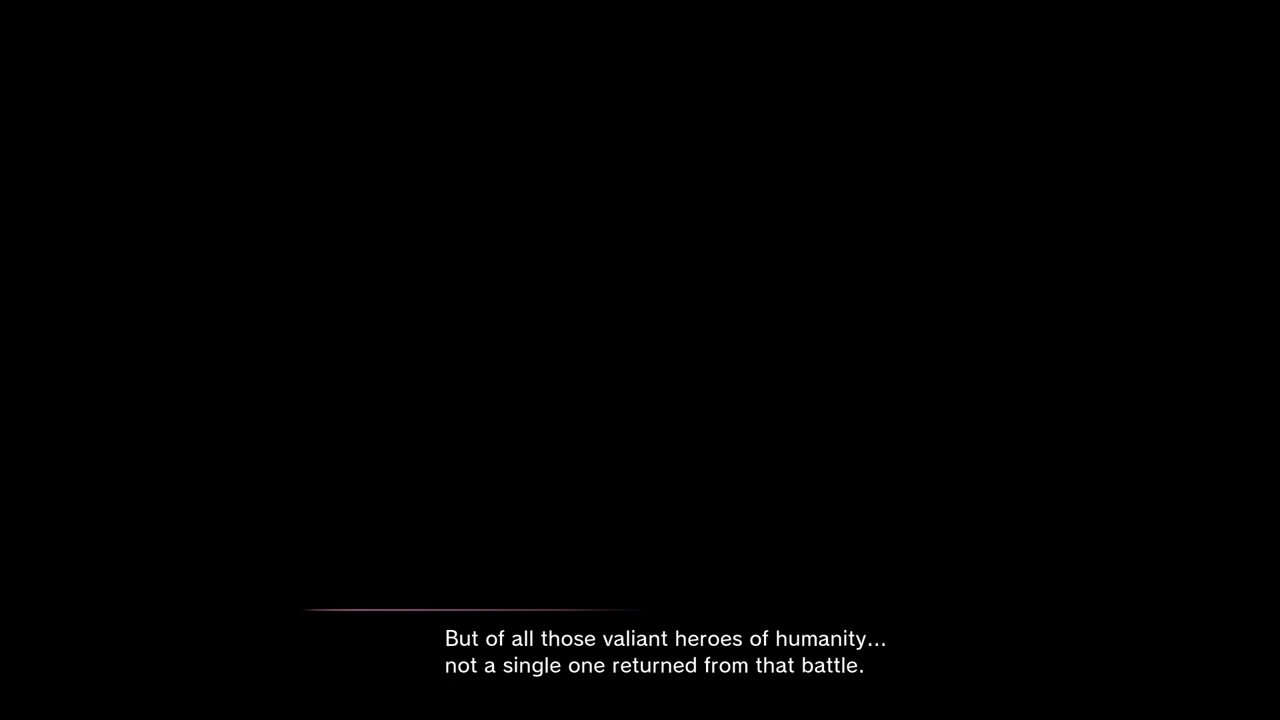 But of all those valiant heroes of humanity...
not a single one returned from that battle.